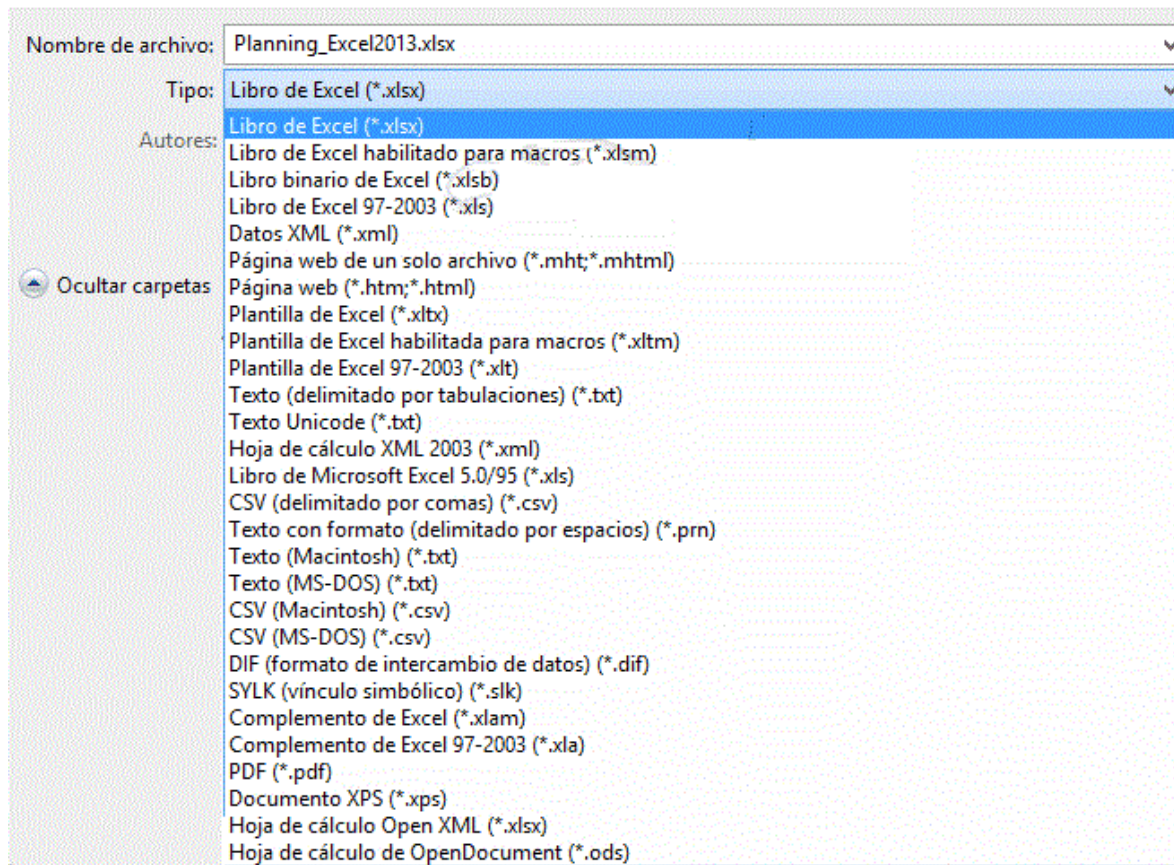 Nombre de archivo: Planning_Excel2013.xlsx
Tipo: Libro de Excel (*.xlsx)
Autores:
Libro de Excel (*.xlsx)
Libro de Excel habilitado para macros (*.xlsm)
Libro binario de Excel (*.xlsb)
Libro de Excel 97-2003 (*.xls)
Datos XML (*.xml)
Página web de un solo archivo (*.mht;*.mhtml)
Ocultar carpetas
Página web (*.htm;*.html)
Plantilla de Excel (*.xltx)
Plantilla de Excel habilitada para macros (*.xltm)
Plantilla de Excel 97-2003 (*.xlt)
Texto (delimitado por tabulaciones) (*.txt)
Texto Unicode (*.txt)
Hoja de cálculo XML 2003 (*.xml)
Libro de Microsoft Excel 5.0/95 (*.xls)
CSV (delimitado por comas) (*.csv)
Texto con formato (delimitado por espacios) (*.prn)
Texto (Macintosh) (*.txt)
Texto (MS-DOS) (*.txt)
CSV (Macintosh) (*.csv)
CSV (MS-DOS) (*.csv)
DIF (formato de intercambio de datos) (*.dif)
SYLK (vínculo simbólico) (*.slk)
Complemento de Excel (*.xlam)
Complemento de Excel 97-2003 (*.xla)
PDF (*.pdf)
Documento XPS (*.xps)
Hoja de cálculo Open XML (*.xlsx)
Hoja de cálculo de OpenDocument (*.ods)